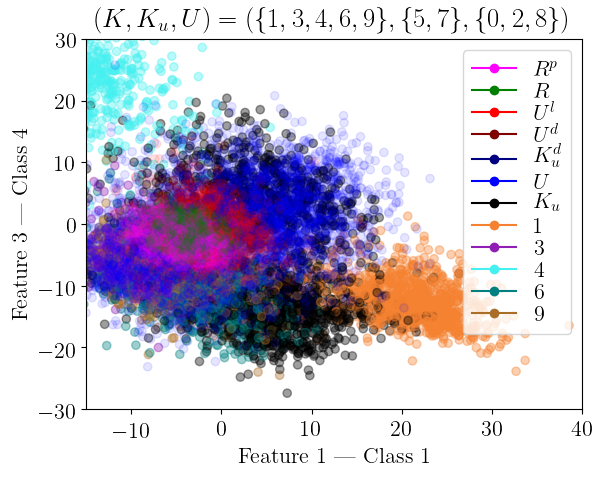 (K, K_u, U) = ({1, 3, 4, 6, 9}, {5, 7}, {0, 2, 8})
30
20
10
0
−10
−20
−30
Feature 3 — Class 4
−10 0 10 20 30 40
Feature 1 — Class 1
R^p
R
U^l
U^d
K_u^d
U
K_u
1
3
4
6
9